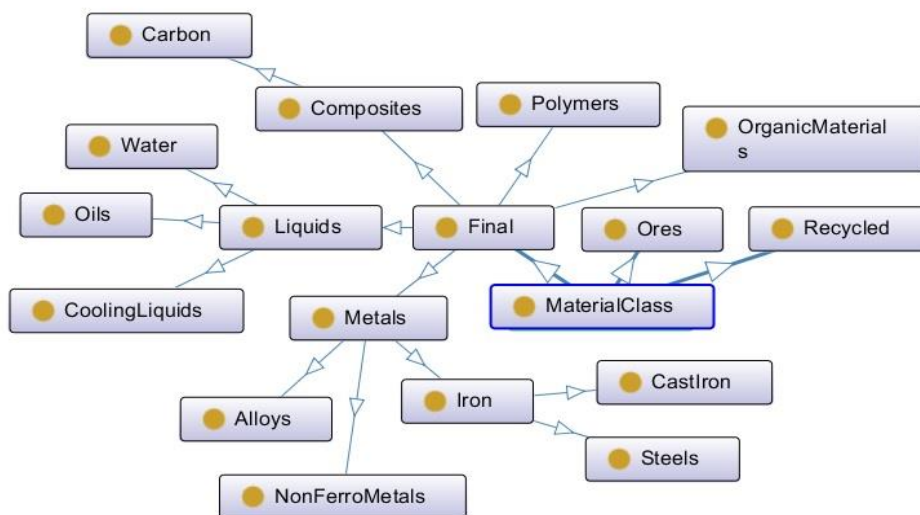 Carbon
Composites
Polymers
OrganicMaterial
s
Water
Oils
Liquids
Final
Ores
Recycled
CoolingLiquids
Metals
MaterialClass
Alloys
Iron
CastIron
Steels
NonFerroMetals